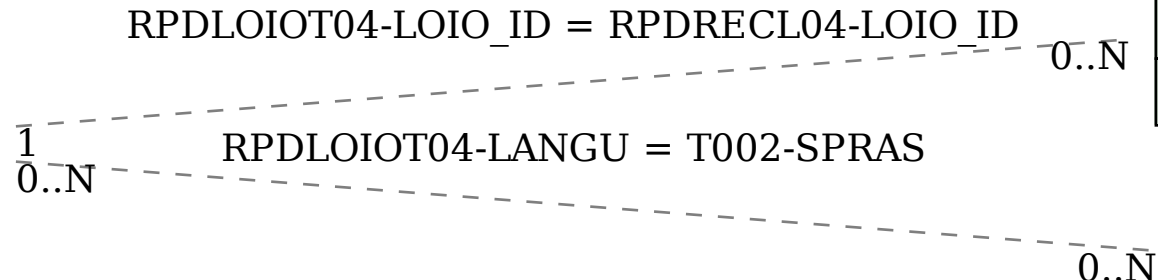 RPDLOIOT04-LOIO_ID = RPDRECL04-LOIO_ID
0..N
1
RPDLOIOT04-LANGU = T002-SPRAS
0..N
0..N